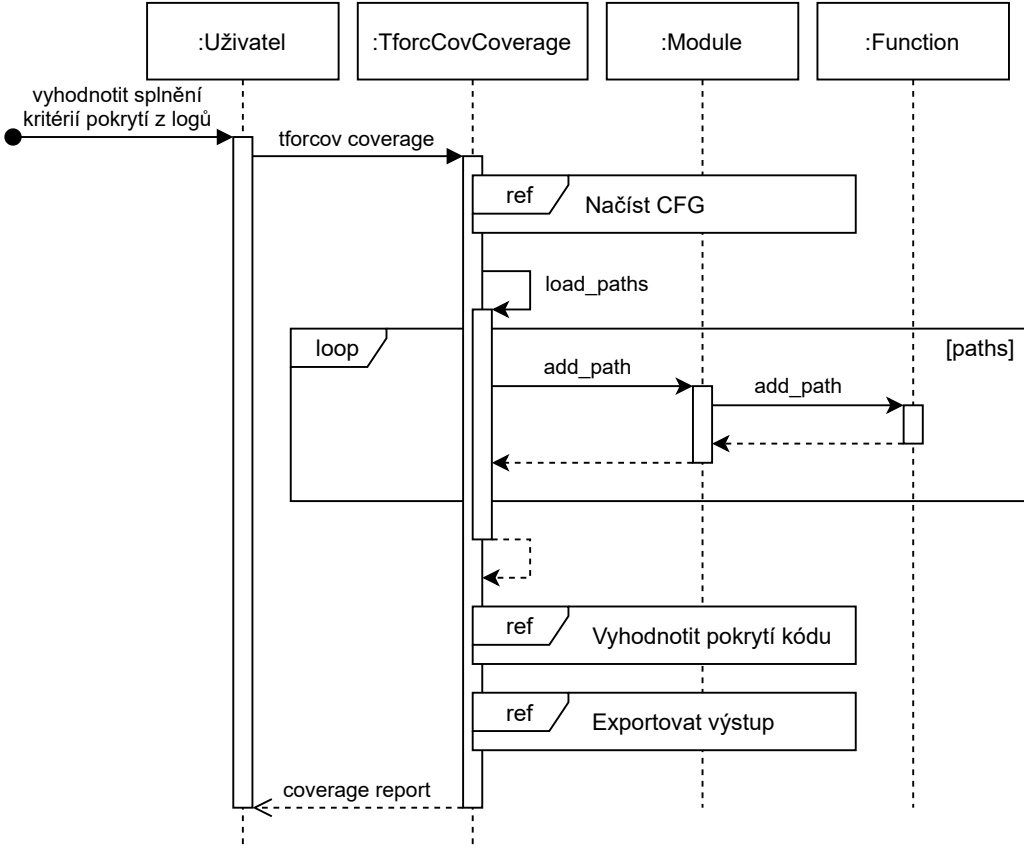 :Uživatel
:TforcCovCoverage
:Module
:Function
vyhodnotit splnění
kritérií pokrytí z logů
tforcov coverage
ref
Načíst CFG
load_paths
loop
[paths]
add_path
add_path
ref
Vyhodnotit pokrytí kódu
ref
Exportovat výstup
coverage report